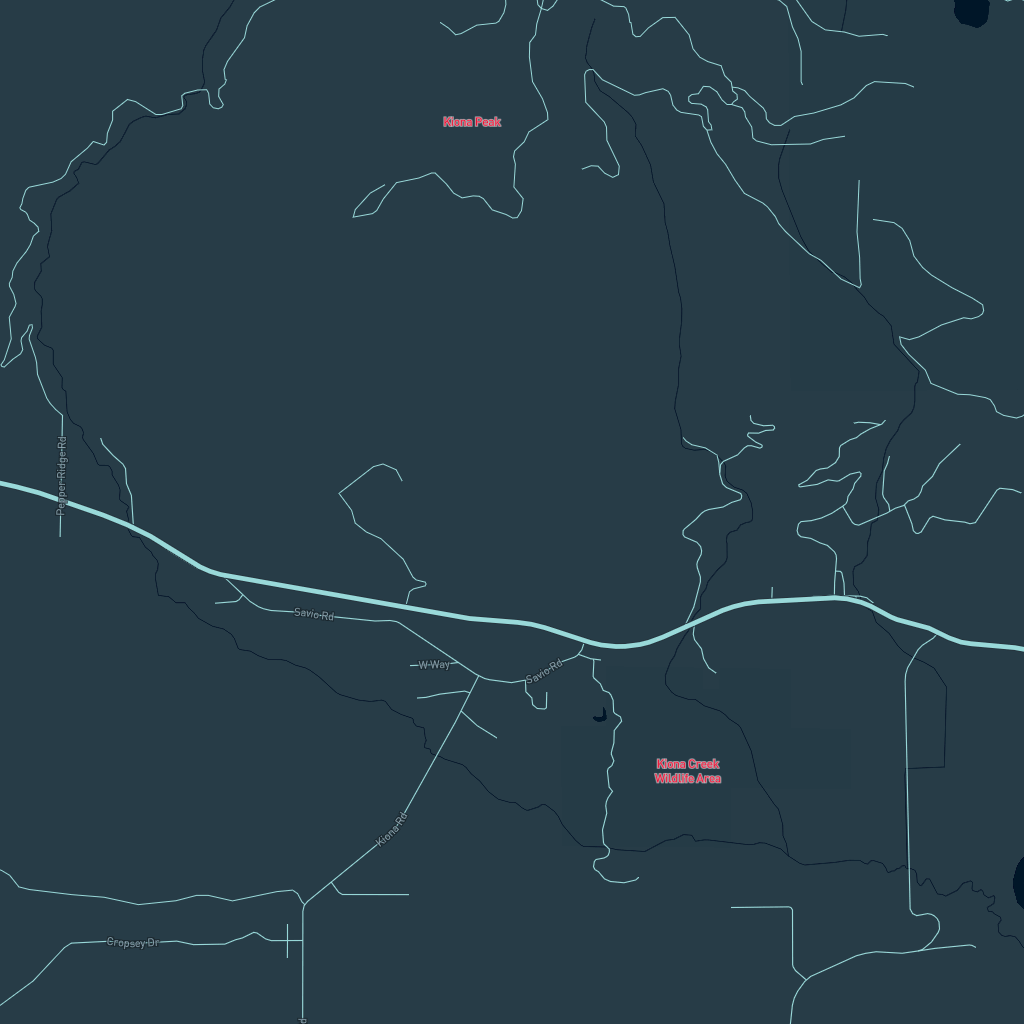 Kiona Peak
Pepper Ridge Rd
Savio Rd
W Way
Savio Rd
Kiona Creek
Wildlife Area
Kiona Rd
Cropsey Dr